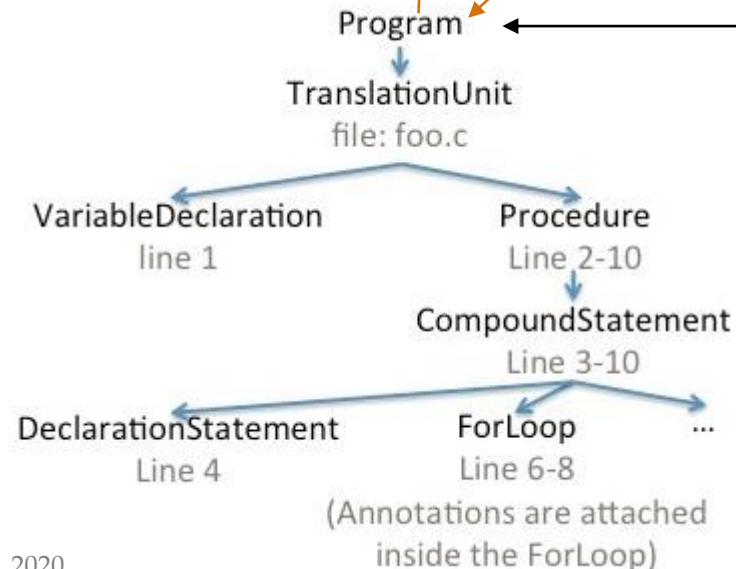 Program
TranslationUnit
file: foo.c
VariableDeclaration
line 1
Procedure
Line 2-10
CompoundStatement
Line 3-10
DeclarationStatement
Line 4
ForLoop
Line 6-8
...
(Annotations are attached
inside the ForLoop)
2020